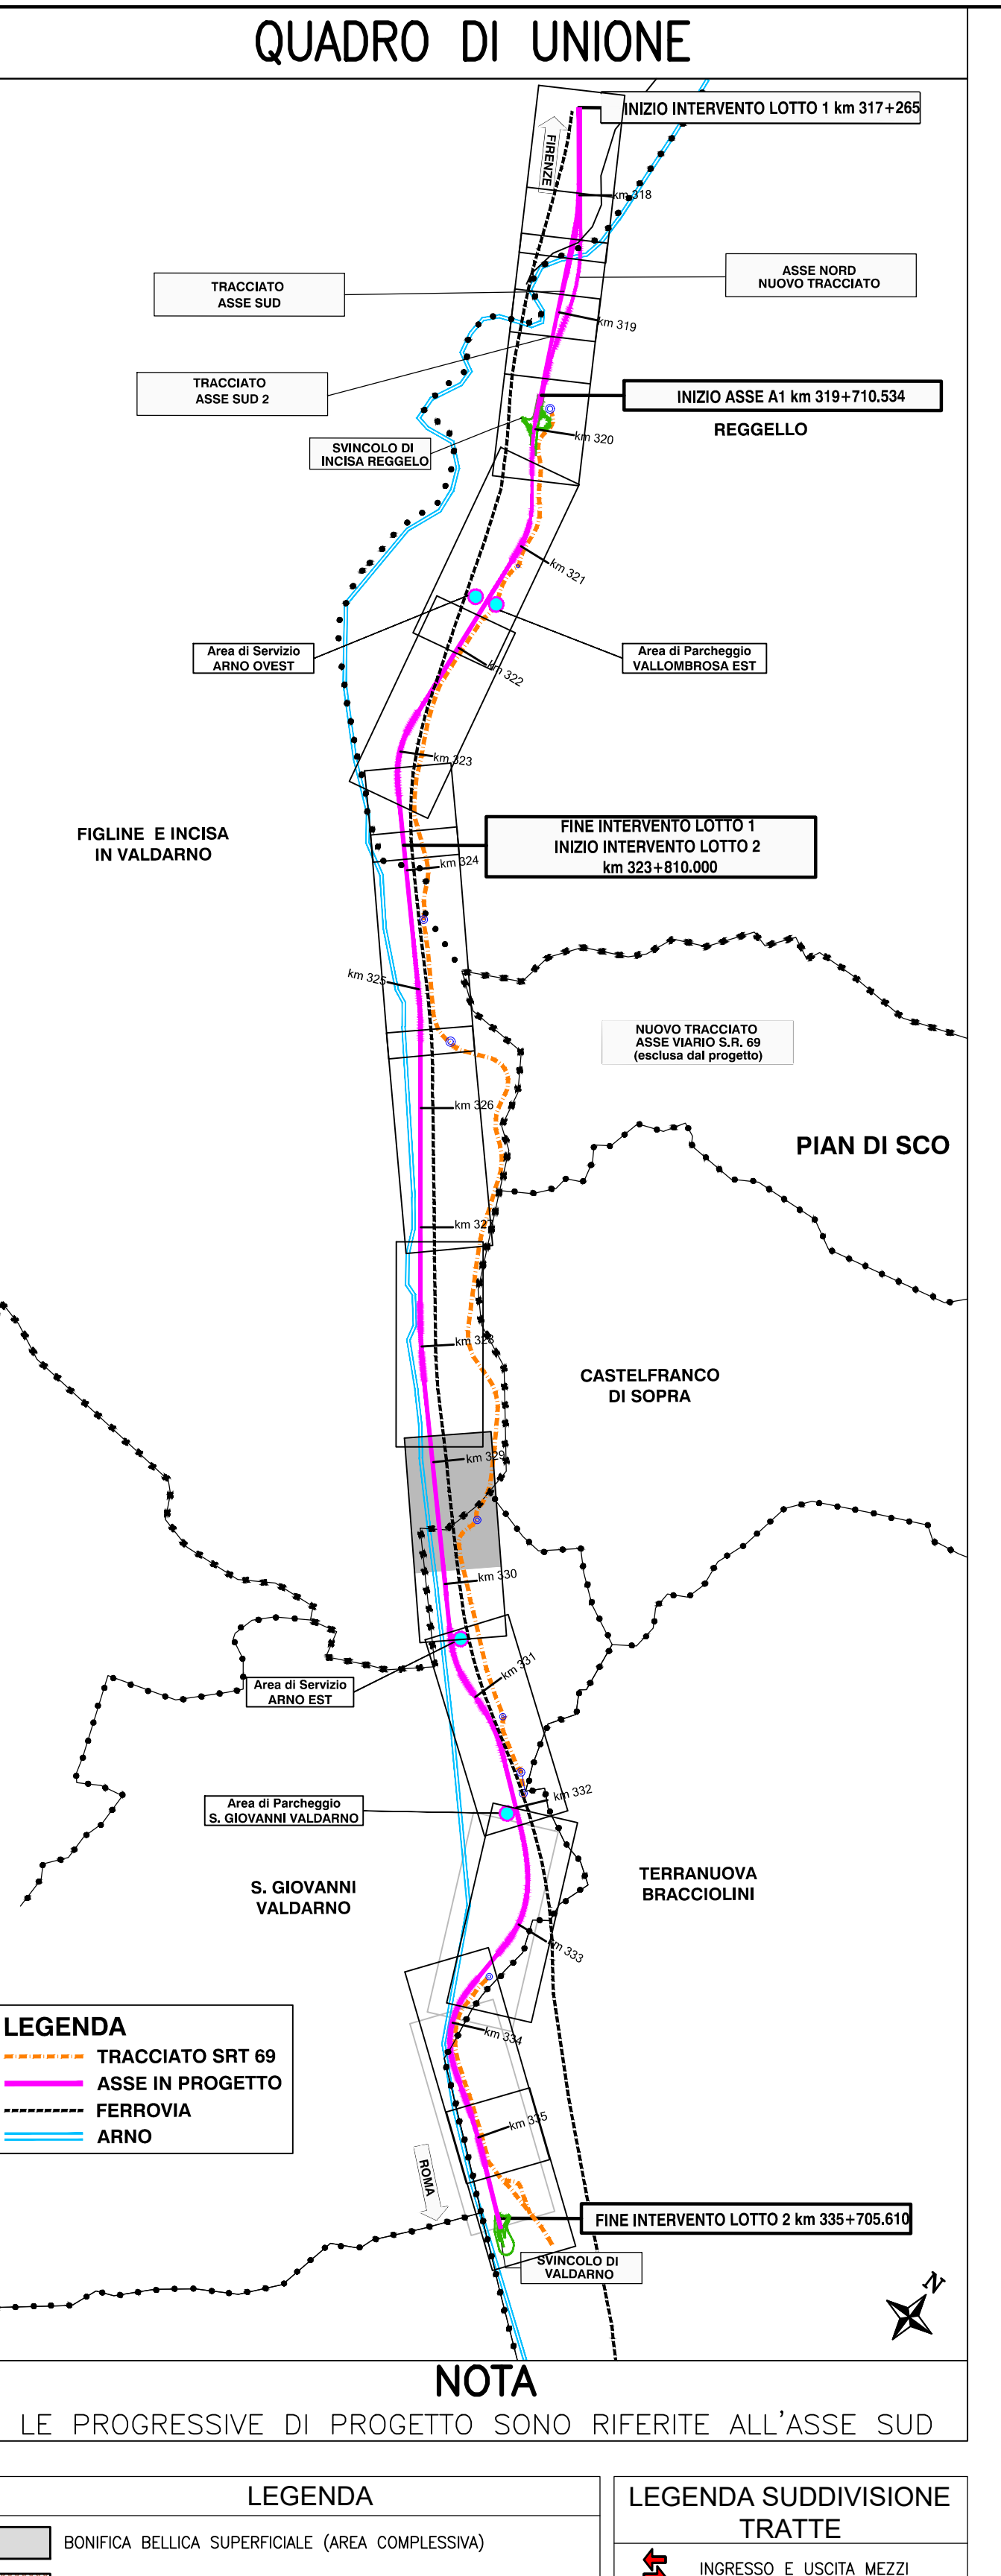 QUADRO DI UNIONE
INIZIO INTERVENTO LOTTO 1 km 317+265
FIRENZE
km 318
ASSE NORD
NUOVO TRACCIATO
TRACCIATO
ASSE SUD
km 319
TRACCIATO
ASSE SUD 2
INIZIO ASSE A1 km 319+710.534
REGGELLO
km 320
SVINCOLO DI
INCISA REGGELO
km 321
Area di Servizio
ARNO OVEST
Area di Parcheggio
VALLOMBROSA EST
km 322
km 323
FIGLINE E INCISA
IN VALDARNO
FINE INTERVENTO LOTTO 1
INIZIO INTERVENTO LOTTO 2
km 323+810.000
km 324
km 325
NUOVO TRACCIATO
ASSE VIARIO S.R. 69
(esclusa dal progetto)
km 326
PIAN DI SCO
km 327
km 328
CASTELFRANCO
DI SOPRA
km 329
km 330
km 331
Area di Servizio
ARNO EST
km 332
Area di Parcheggio
S. GIOVANNI VALDARNO
S. GIOVANNI
VALDARNO
TERRANUOVA
BRACCIOLINI
km 333
LEGENDA
TRACCIATO SRT 69
ASSE IN PROGETTO
FERROVIA
ARNO
km 334
km 335
ROMA
FINE INTERVENTO LOTTO 2 km 335+705.610
SVINCOLO DI
VALDARNO
N
NOTA
LE PROGRESSIVE DI PROGETTO SONO RIFERITE ALL'ASSE SUD
LEGENDA
BONIFICA BELLICA SUPERFICIALE (AREA COMPLESSIVA)
LEGENDA SUDDIVISIONE
TRATTE
INGRESSO E USCITA MEZZI